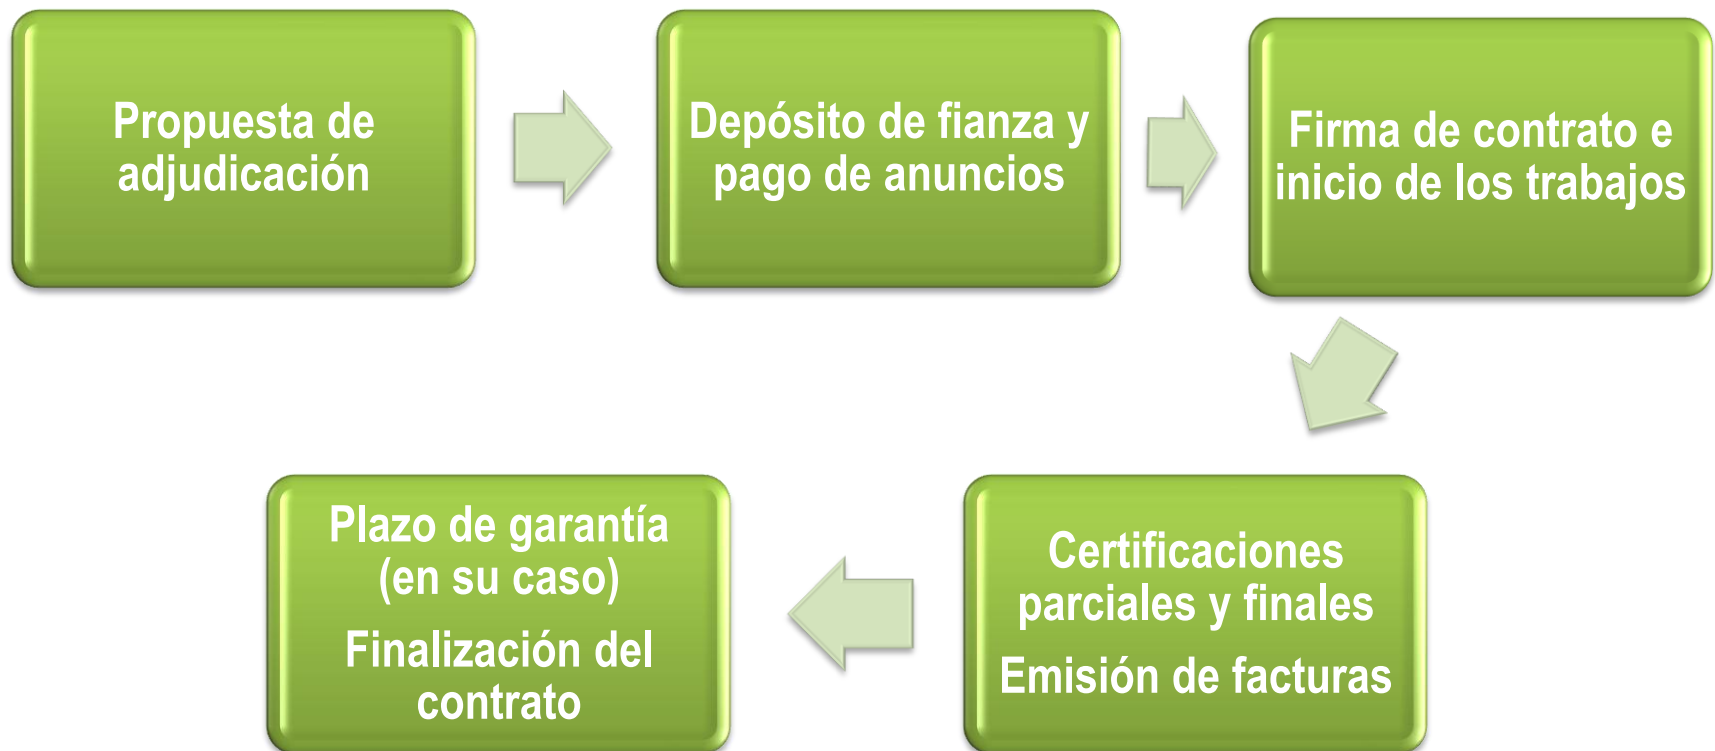 Propuesta de
adjudicación
Depósito de fianza y
pago de anuncios
Firma de contrato e
inicio de los trabajos
Certificaciones
parciales y finales
Emisión de facturas
Plazo de garantía
(en su caso)
Finalización del
contrato